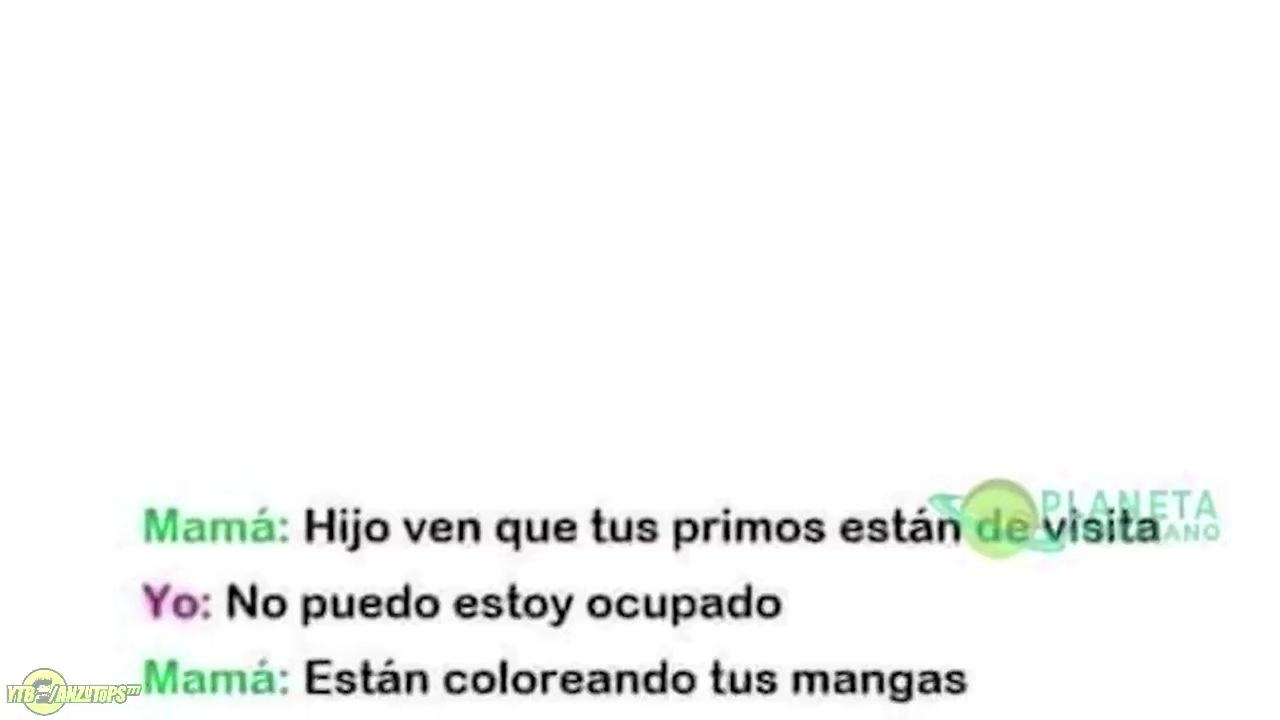 PLANETA
Mamá: Hijo ven que tus primos están de visita
Yo: No puedo estoy ocupado
Mamá: Están coloreando tus mangas